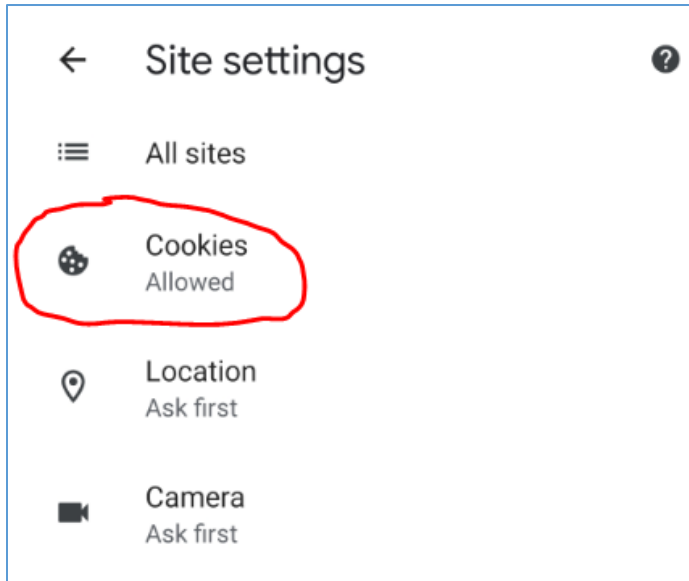 Site settings
All sites
Cookies
Allowed
Location
Ask first
Camera
Ask first